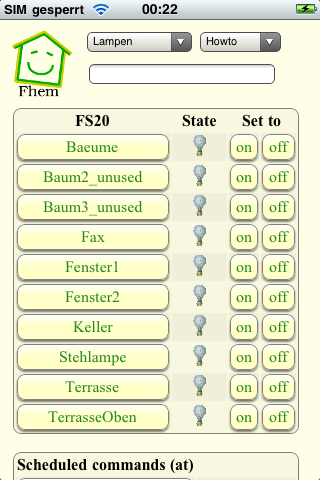 SIM gesperrt 00:22
Lampen Howto
Fhem
FS20 State Set to
Baeume on off
Baum2_unused on off
Baum3_unused on off
Fax on off
Fenster1 on off
Fenster2 on off
Keller on off
Stehlampe on off
Terrasse on off
TerrasseOben on off
Scheduled commands (at)